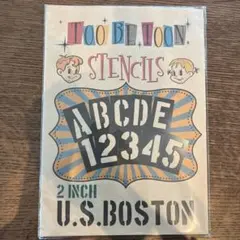 TOO BE TOON
STENCILS
ABCDE
12345
2 INCH
U.S.BOSTON